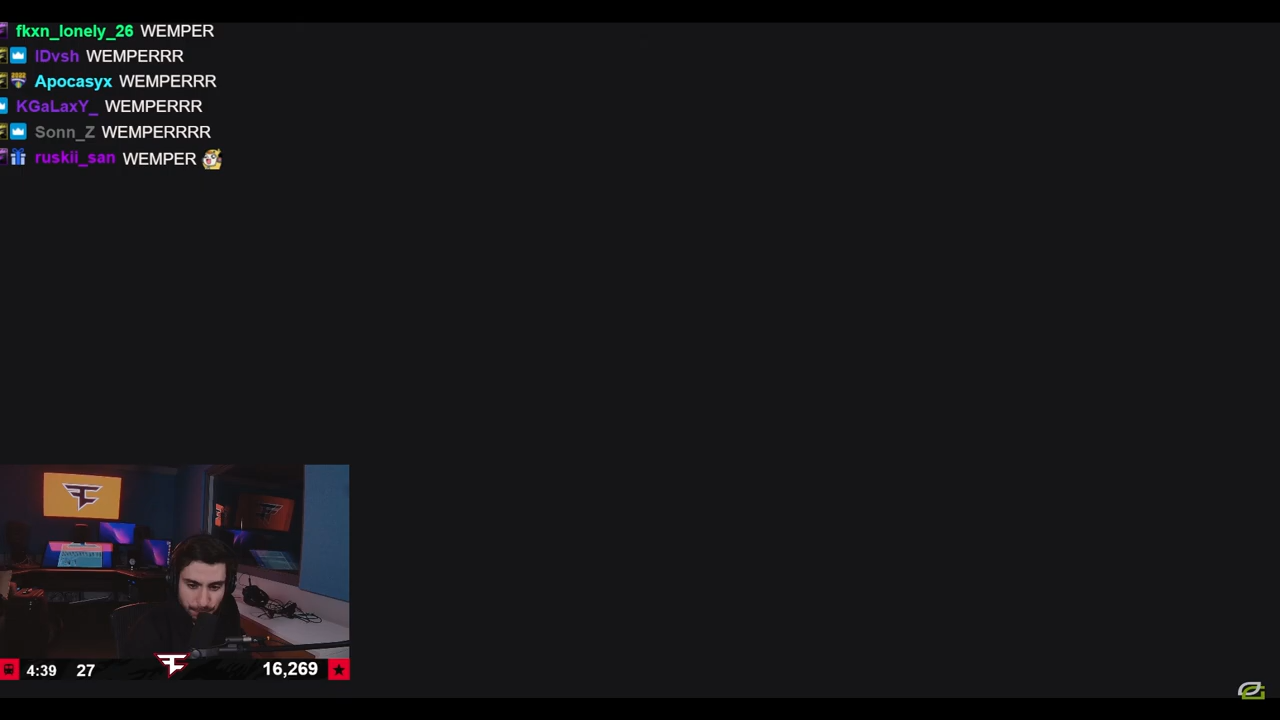 fkxn_lonely_26 WEMPER
lDvsh WEMPERRR
Apocasyx WEMPERRR
KGaLaxY_ WEMPERRR
Sonn_Z WEMPERRRR
ruskii_san WEMPER
4:39 27 16,269